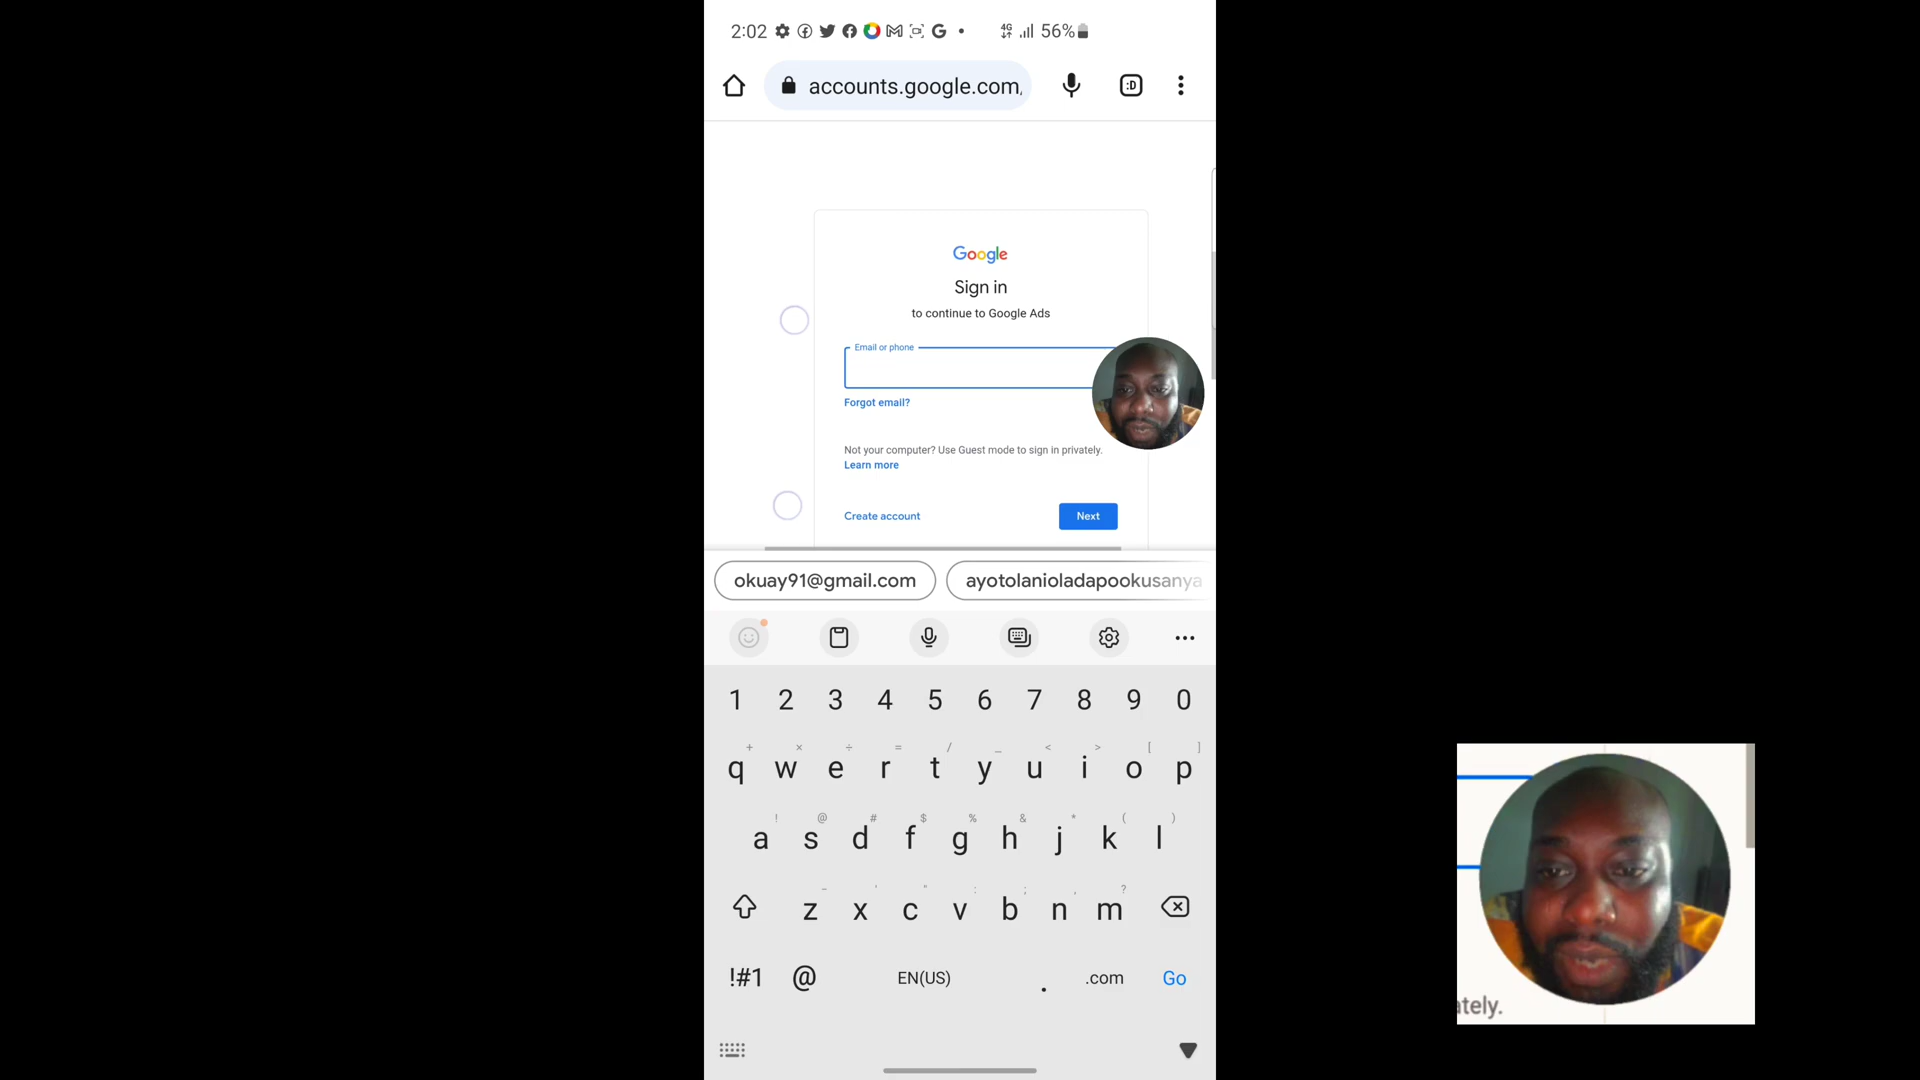 2:02 4G 56%
accounts.google.com
:D
Google
Sign in
to continue to Google Ads
Email or phone
Forgot email?
Not your computer? Use Guest mode to sign in privately.
Learn more
Create account Next
okuay91@gmail.com ayotolanioladapookusanya
1 2 3 4 5 6 7 8 9 0
+ × ÷ = / _ < > [ ]
q w e r t y u i o p
! @ # $ % & * ( )
a s d f g h j k l
- ' " : ; , ?
z x c v b n m
!#1 @ EN(US) . .com Go
ately.